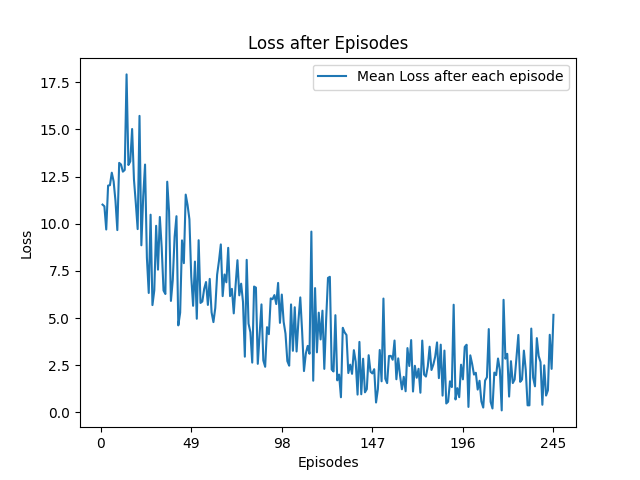 Loss after Episodes
Mean Loss after each episode
17.5
15.0
12.5
10.0
7.5
5.0
2.5
0.0
Loss
0 49 98 147 196 245
Episodes